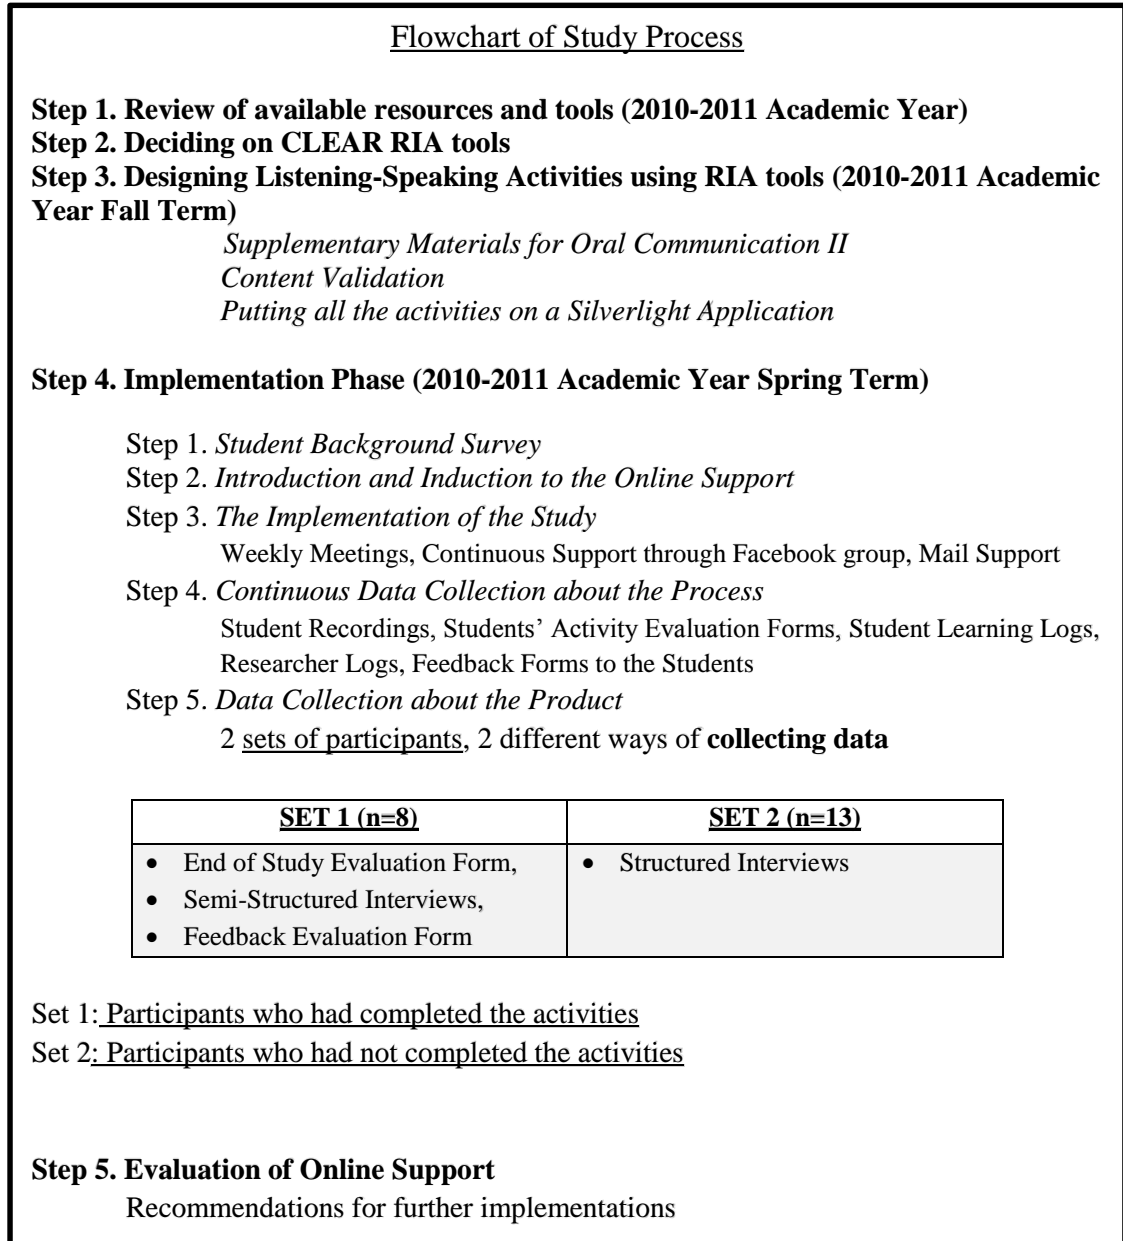 Flowchart of Study Process
Step 1. Review of available resources and tools (2010-2011 Academic Year)
Step 2. Deciding on CLEAR RIA tools
Step 3. Designing Listening-Speaking Activities using RIA tools (2010-2011 Academic
Year Fall Term)
Supplementary Materials for Oral Communication II
Content Validation
Putting all the activities on a Silverlight Application
Step 4. Implementation Phase (2010-2011 Academic Year Spring Term)
Step 1. Student Background Survey
Step 2. Introduction and Induction to the Online Support
Step 3. The Implementation of the Study
Weekly Meetings, Continuous Support through Facebook group, Mail Support
Step 4. Continuous Data Collection about the Process
Student Recordings, Students' Activity Evaluation Forms, Student Learning Logs,
Researcher Logs, Feedback Forms to the Students
Step 5. Data Collection about the Product
2 sets of participants, 2 different ways of collecting data
SET 1 (n=8)
• End of Study Evaluation Form,
• Semi-Structured Interviews,
• Feedback Evaluation Form
SET 2 (n=13)
• Structured Interviews
Set 1: Participants who had completed the activities
Set 2: Participants who had not completed the activities
Step 5. Evaluation of Online Support
Recommendations for further implementations